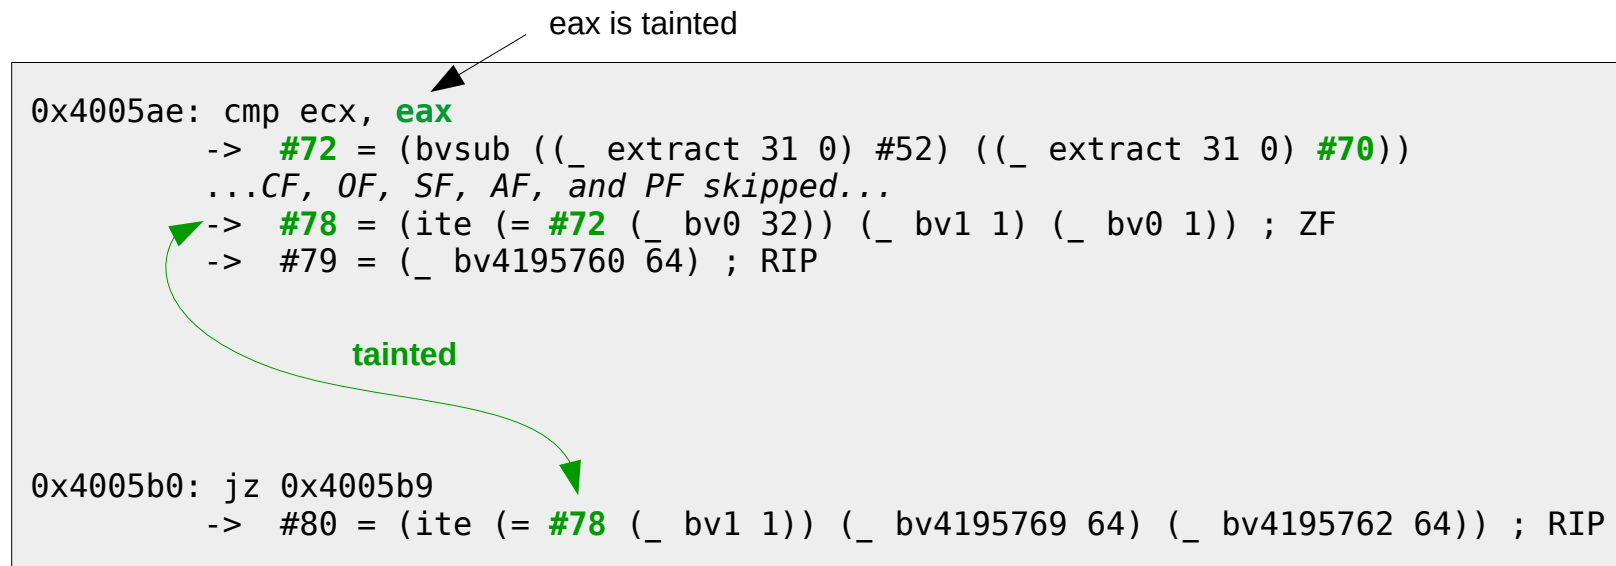 eax is tainted
0x4005ae: cmp ecx, eax
-> #72 = (bvsub ((_ extract 31 0) #52) ((_ extract 31 0) #70))
...CF, OF, SF, AF, and PF skipped...
-> #78 = (ite (= #72 (_ bv0 32)) (_ bv1 1) (_ bv0 1)) ; ZF
-> #79 = (_ bv4195760 64) ; RIP
tainted
0x4005b0: jz 0x4005b9
-> #80 = (ite (= #78 (_ bv1 1)) (_ bv4195769 64) (_ bv4195762 64)) ; RIP